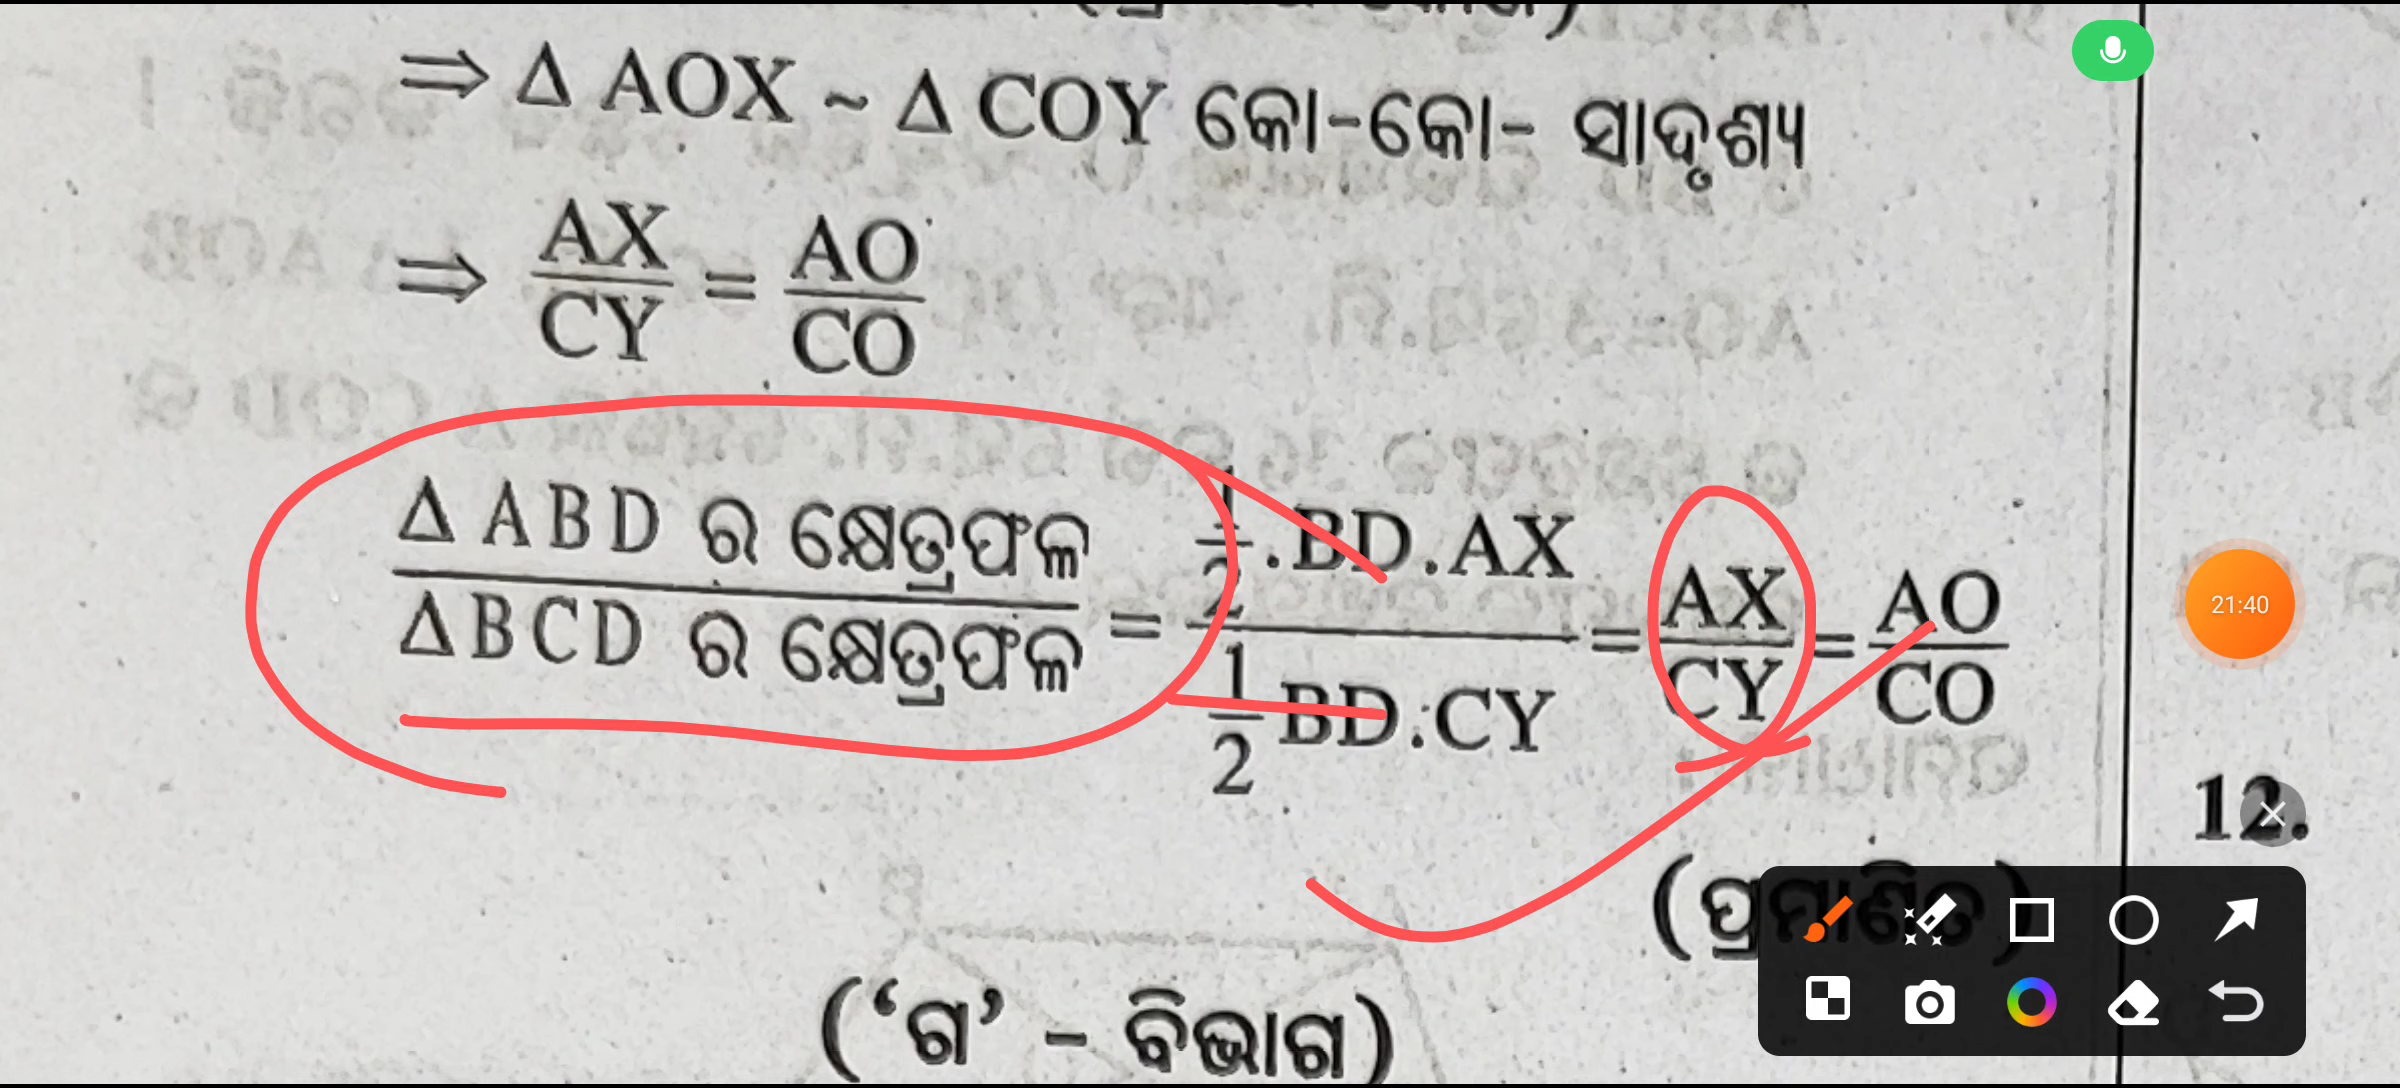 ⇒ Δ AOX ~ Δ COY କୋ-କୋ- ସାଦୃଶ୍ୟ
⇒ AX/CY = AO/CO
Δ ABD ର କ୍ଷେତ୍ରଫଳ / Δ BCD ର କ୍ଷେତ୍ରଫଳ = 1/2 . BD . AX / 1/2 BD . CY = AX/CY = AO/CO
21:40
12.
(ପ୍ରମାଣିତ)
(‘ଗ’ - ବିଭାଗ)